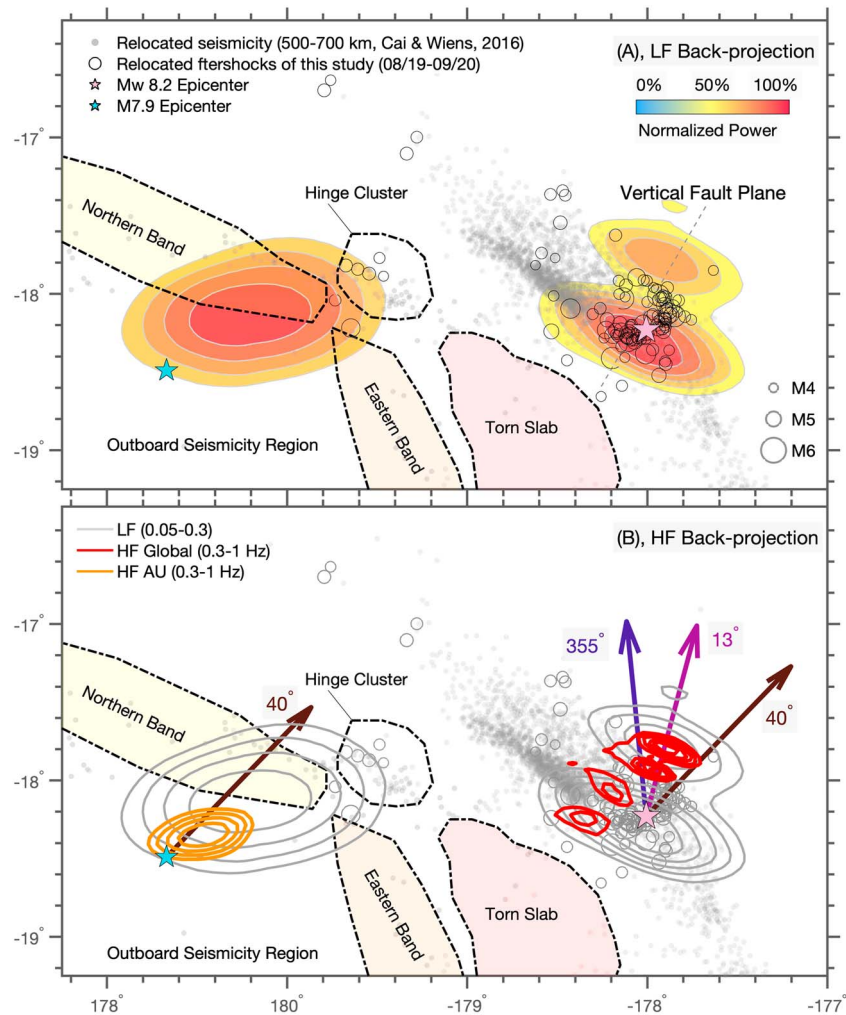 Relocated seismicity (500-700 km, Cai & Wiens, 2016)
Relocated ftershocks of this study (08/19-09/20)
Mw 8.2 Epicenter
M7.9 Epicenter
(A), LF Back-projection
0% 50% 100%
Normalized Power
-17°
Hinge Cluster
Vertical Fault Plane
Northern Band
-18°
M4
M5
M6
Eastern Band
Torn Slab
Outboard Seismicity Region
-19°
LF (0.05-0.3)
HF Global (0.3-1 Hz)
HF AU (0.3-1 Hz)
(B), HF Back-projection
-17°
355°
13°
40°
40°
Hinge Cluster
Northern Band
-18°
Eastern Band
Torn Slab
Outboard Seismicity Region
-19°
178° 180° -179° -178° -177°